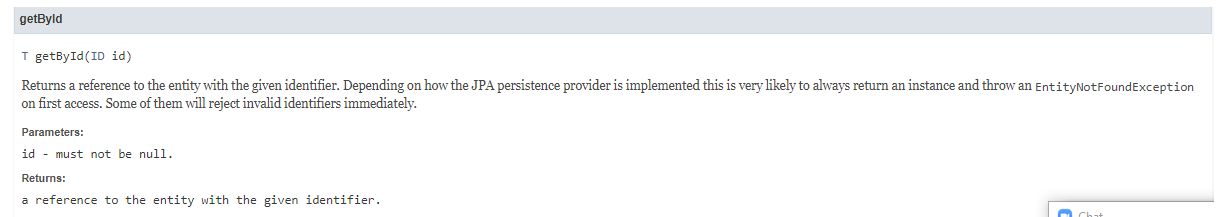 getById
T getById(ID id)
Returns a reference to the entity with the given identifier. Depending on how the JPA persistence provider is implemented this is very likely to always return an instance and throw an EntityNotFoundException
on first access. Some of them will reject invalid identifiers immediately.
Parameters:
id - must not be null.
Returns:
a reference to the entity with the given identifier.
Chat